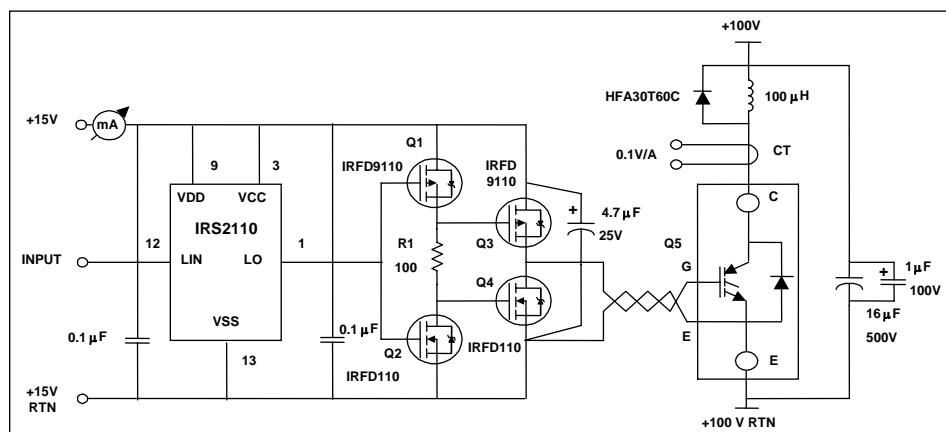 +100V
HFA30T60C
100 μH
+15V
mA
Q1
9
3
IRFD9110
IRFD
9110
0.1V/A
CT
VDD
VCC
C
+
4.7 μF
25V
IRS2110
R1
100
Q3
Q5
12
1
INPUT
LIN
LO
Q4
G
+
1μF
100V
VSS
E
16μF
500V
0.1 μF
0.1 μF
Q2
IRFD110
13
IRFD110
E
+15V
RTN
+100 V RTN